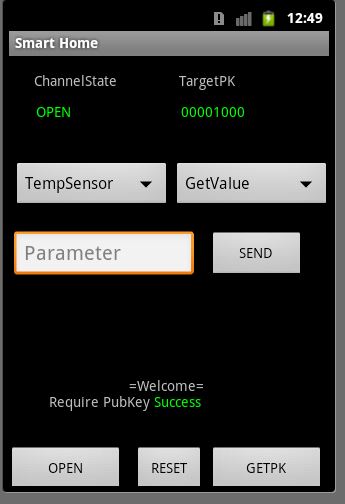 12:49
Smart Home
ChannelState TargetPK
OPEN 00001000
TempSensor GetValue
Parameter SEND
=Welcome=
Require PubKey Success
OPEN RESET GETPK